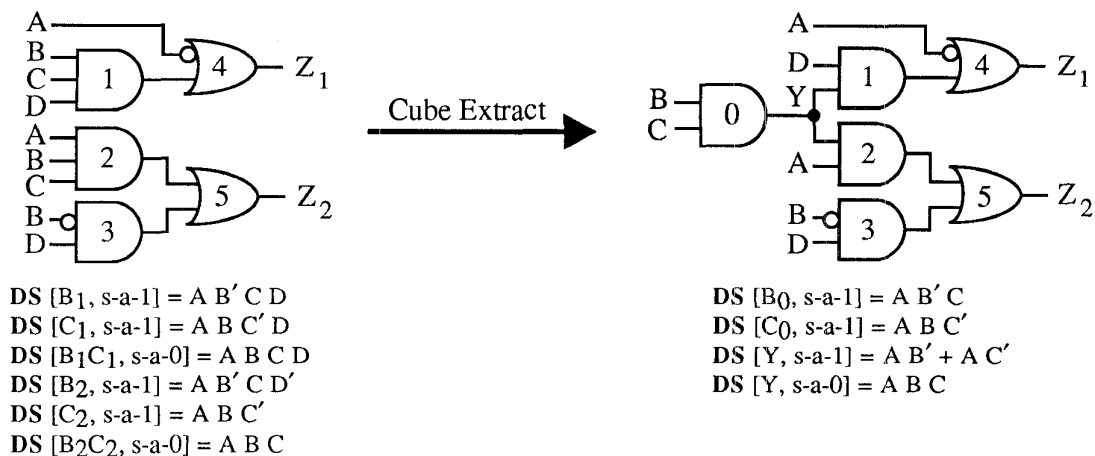 A
B
C
D
1
4
Z1
A
B
C
2
B
D
3
5
Z2
Cube Extract
B
C
0
Y
A
D
1
4
Z1
A
2
B
D
3
5
Z2
DS [B1, s-a-1] = A B′ C D
DS [C1, s-a-1] = A B C′ D
DS [B1C1, s-a-0] = A B C D
DS [B2, s-a-1] = A B′ C D′
DS [C2, s-a-1] = A B C′
DS [B2C2, s-a-0] = A B C
DS [B0, s-a-1] = A B′ C
DS [C0, s-a-1] = A B C′
DS [Y, s-a-1] = A B′ + A C′
DS [Y, s-a-0] = A B C